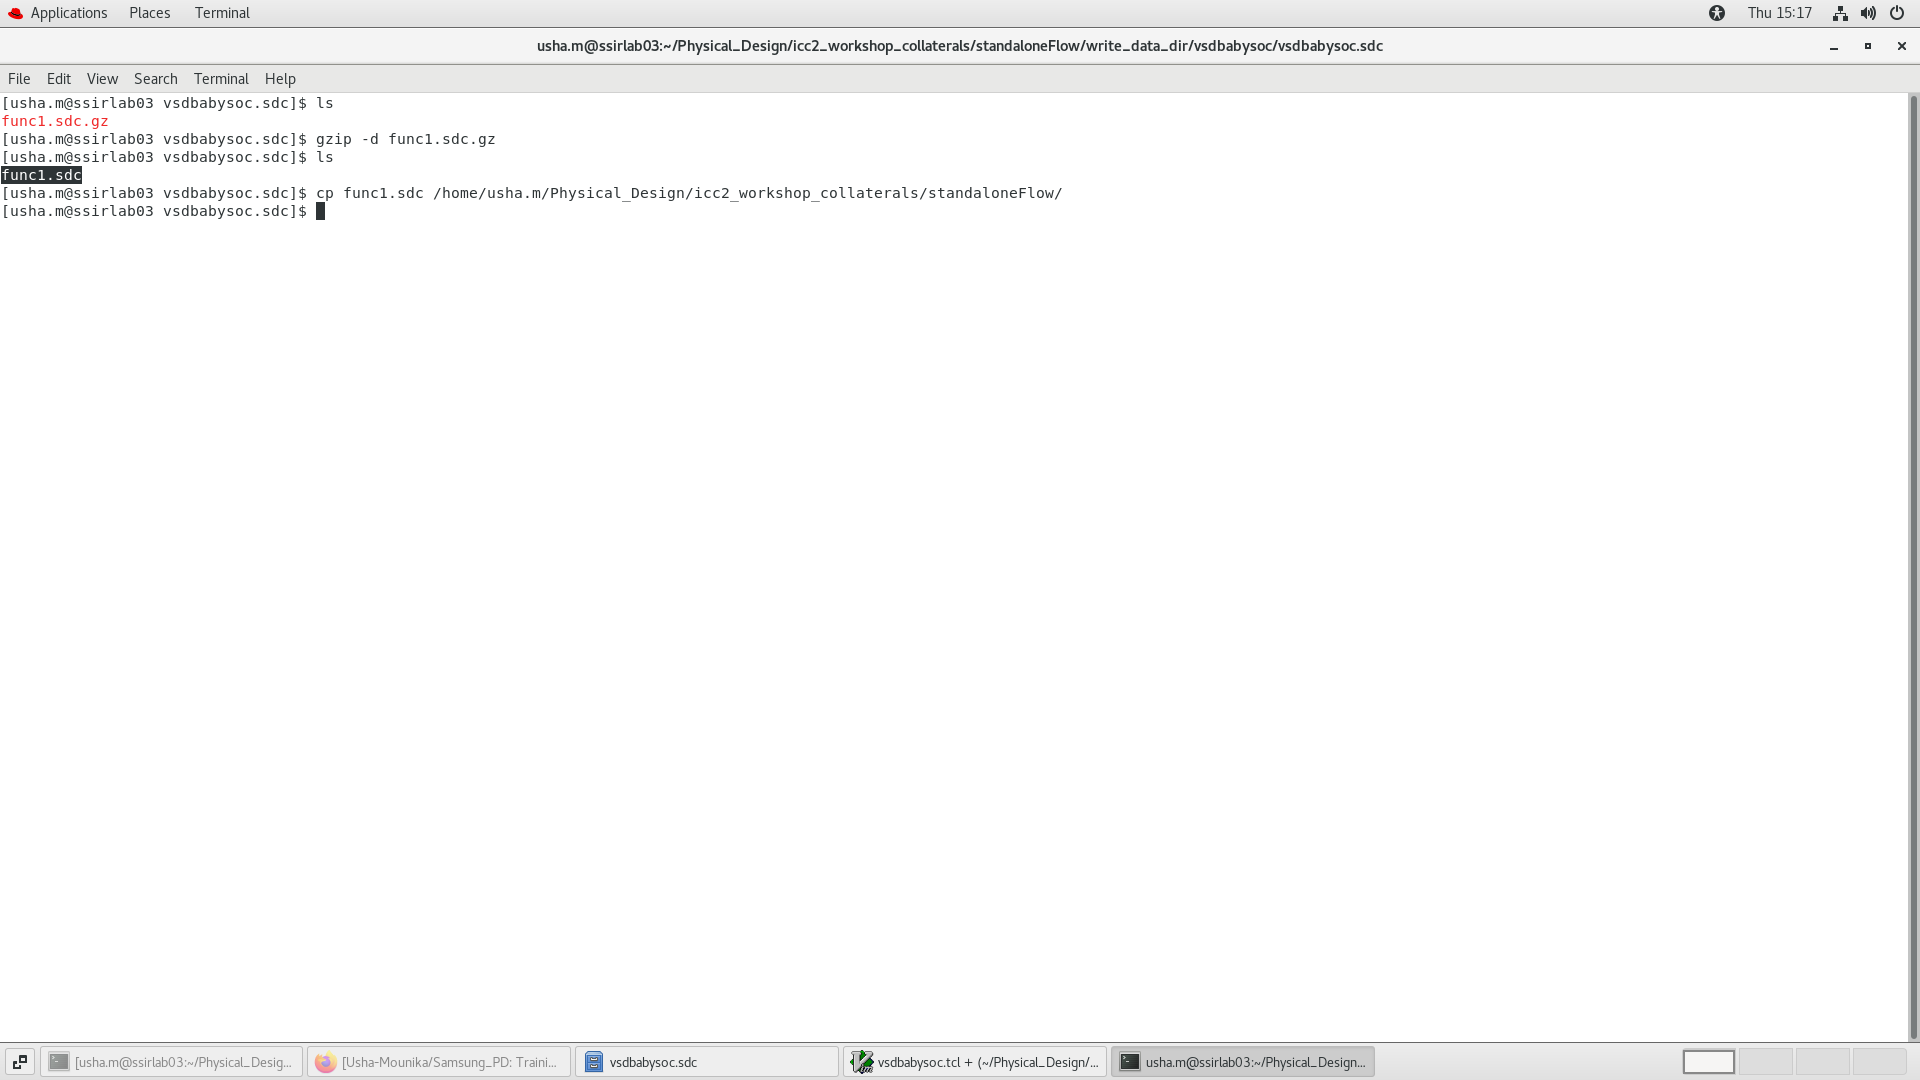 Applications Places Terminal Thu 15:17
usha.m@ssirlab03:~/Physical_Design/icc2_workshop_collaterals/standaloneFlow/write_data_dir/vsdbabysoc/vsdbabysoc.sdc
File Edit View Search Terminal Help
[usha.m@ssirlab03 vsdbabysoc.sdc]$ ls
func1.sdc.gz
[usha.m@ssirlab03 vsdbabysoc.sdc]$ gzip -d func1.sdc.gz
[usha.m@ssirlab03 vsdbabysoc.sdc]$ ls
func1.sdc
[usha.m@ssirlab03 vsdbabysoc.sdc]$ cp func1.sdc /home/usha.m/Physical_Design/icc2_workshop_collaterals/standaloneFlow/
[usha.m@ssirlab03 vsdbabysoc.sdc]$
[usha.m@ssirlab03:~/Physical_Desig... [Usha-Mounika/Samsung_PD: Traini... vsdbabysoc.sdc vsdbabysoc.tcl + (~/Physical_Design/... usha.m@ssirlab03:~/Physical_Design...